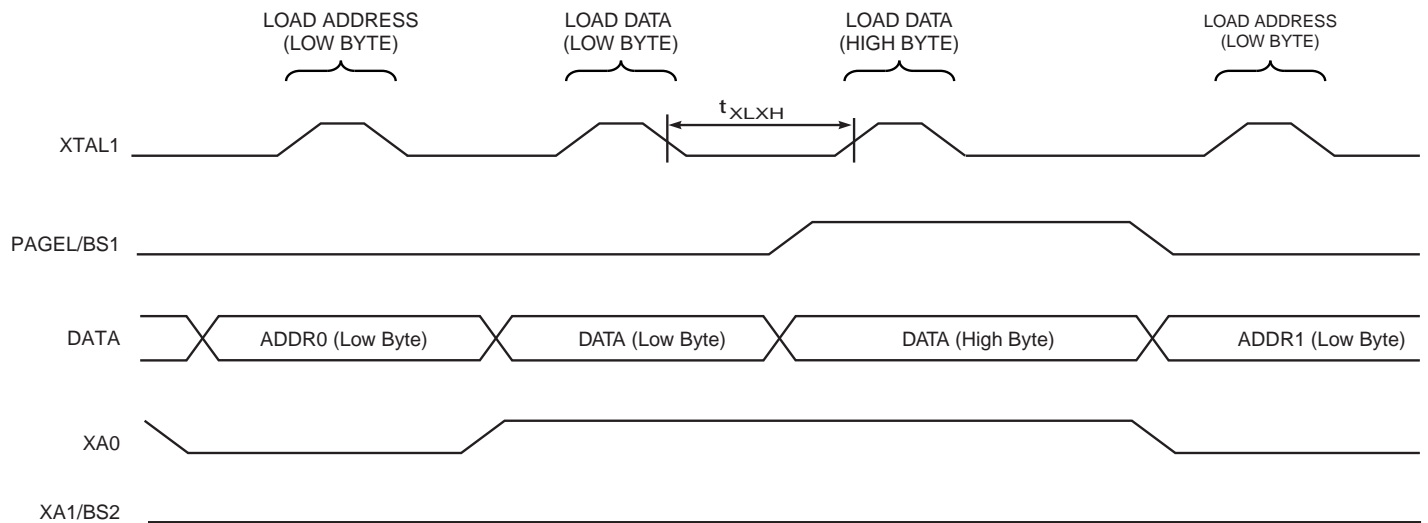 LOAD ADDRESS
(LOW BYTE)
LOAD DATA
(LOW BYTE)
LOAD DATA
(HIGH BYTE)
LOAD ADDRESS
(LOW BYTE)
tXLXH
XTAL1
PAGEL/BS1
DATA
ADDR0 (Low Byte)
DATA (Low Byte)
DATA (High Byte)
ADDR1 (Low Byte)
XA0
XA1/BS2